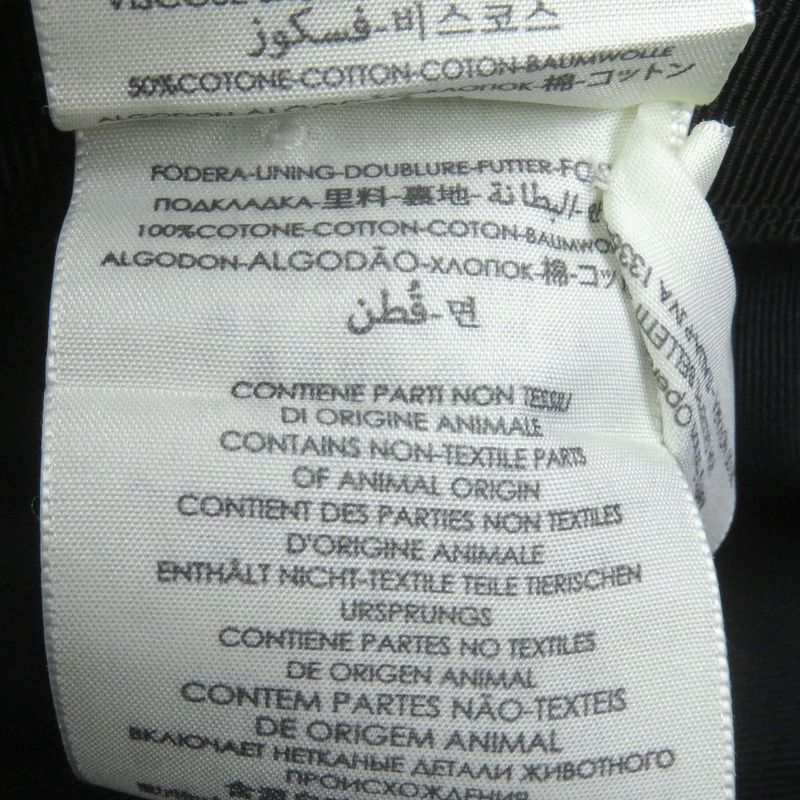 فسكوز-비스코스
50%COTONE-COTTON-COTON-BAUMWOLLE
ХЛОПОК-棉-コットン
FODERA-LINING-DOUBLURE-FUTTER-
ПОДКЛАДКА-里料-裏地-البطانة
100%COTONE-COTTON-COTON-BAUMWO
ALGODON-ALGODÃO-ХЛОПОК-棉-コッ
قُطن-면
CONTIENE PARTI NON TESSILI
DI ORIGINE ANIMALE
CONTAINS NON-TEXTILE PARTS
OF ANIMAL ORIGIN
CONTIENT DES PARTIES NON TEXTILES
D'ORIGINE ANIMALE
ENTHÄLT NICHT-TEXTILE TEILE TIERISCHEN
URSPRUNGS
CONTIENE PARTES NO TEXTILES
DE ORIGEN ANIMAL
CONTEM PARTES NÃO-TEXTEIS
DE ORIGEM ANIMAL
ВКЛЮЧАЕТ НЕТКАНЫЕ ДЕТАЛИ ЖИВОТНОГО
ПРОИСХОЖДЕНИЯ